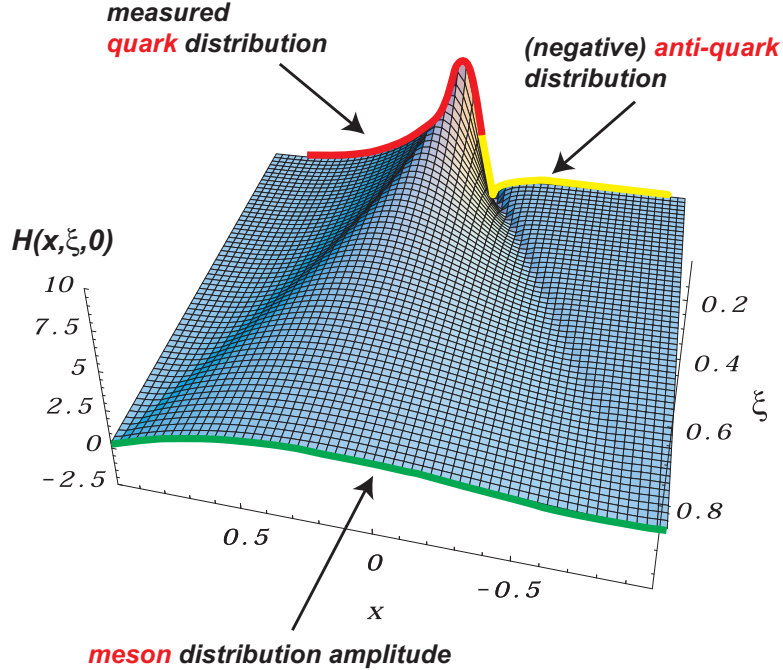 measured
quark distribution
(negative) anti-quark
distribution
H(x,ξ,0)
10
7.5
5
2.5
0
-2.5
0.2
0.4
0.6
0.8
ξ
0.5
0
-0.5
x
meson distribution amplitude